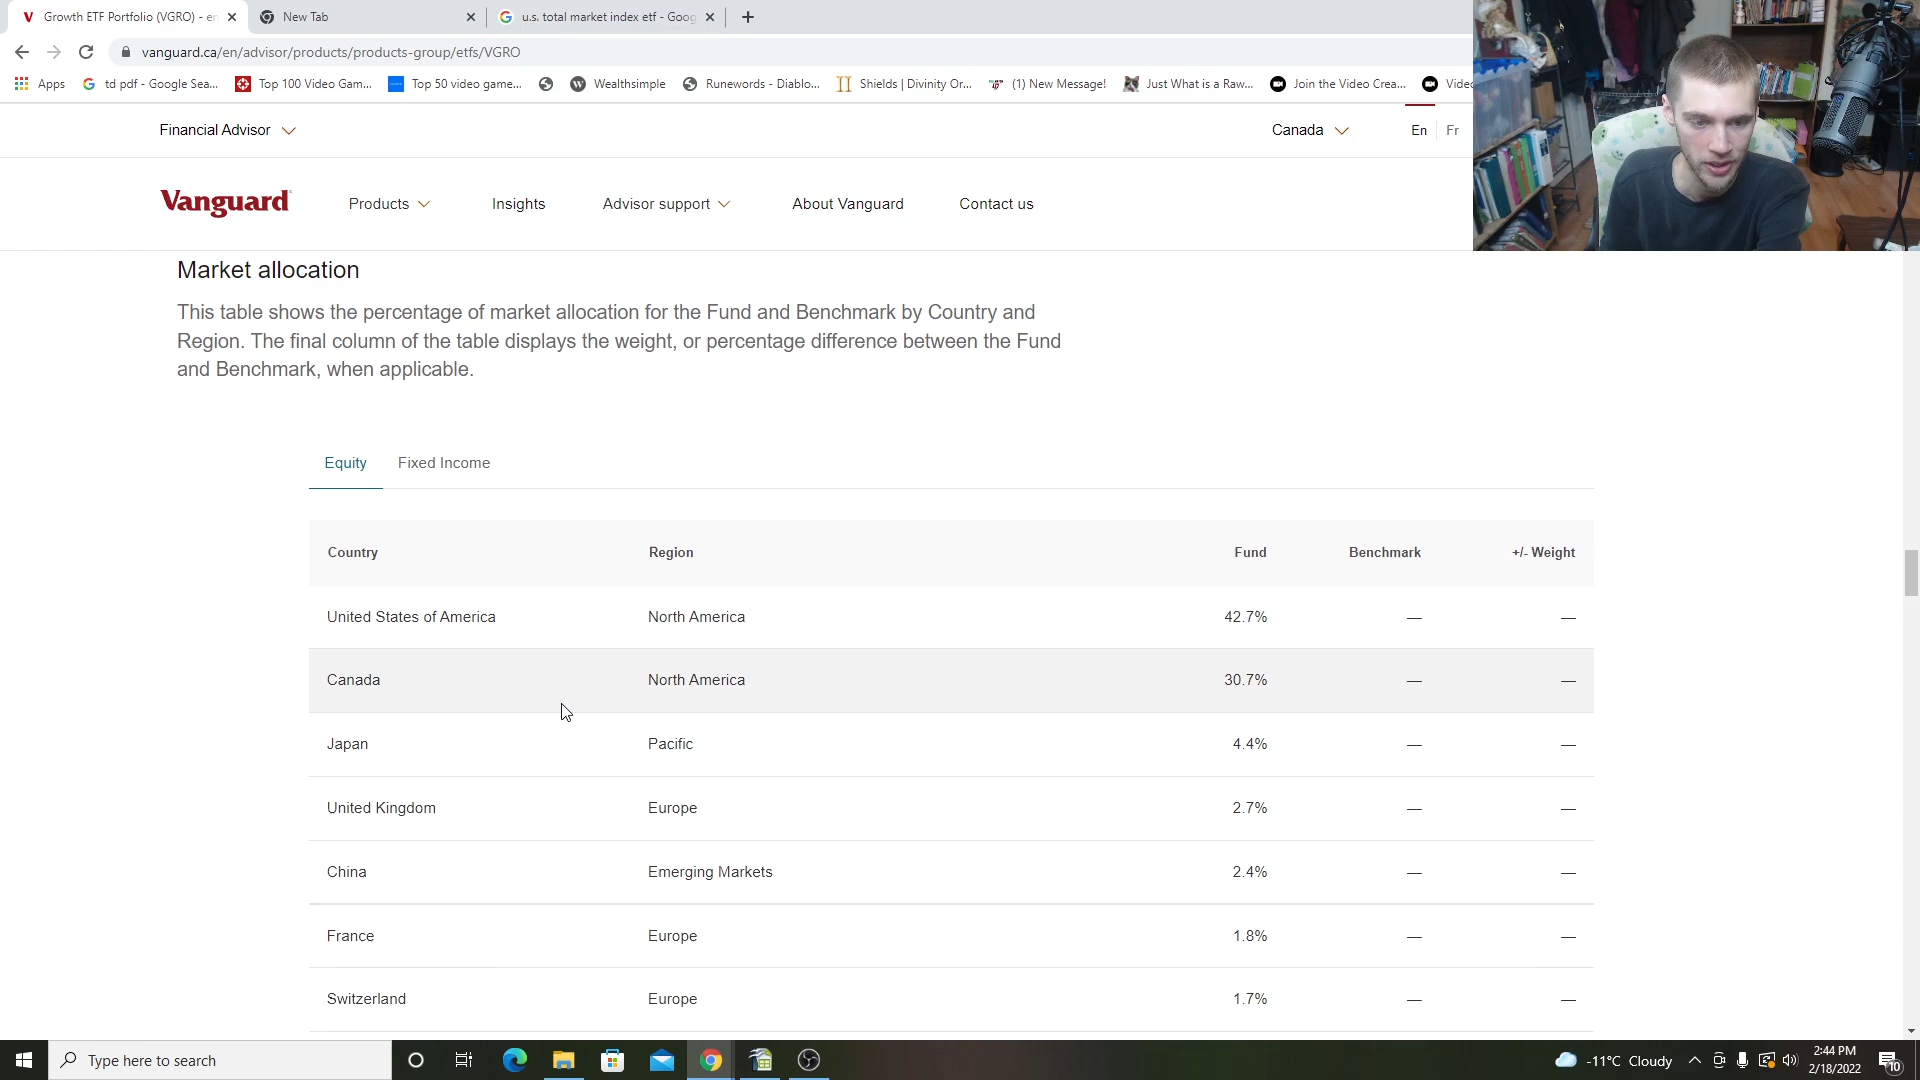 Growth ETF Portfolio (VGRO) - en
New Tab
u.s. total market index etf - Goog
vanguard.ca/en/advisor/products/products-group/etfs/VGRO
Apps
td pdf - Google Sea...
Top 100 Video Gam...
Top 50 video game...
Wealthsimple
Runewords - Diablo...
Shields | Divinity Or...
(1) New Message!
Just What is a Raw...
Join the Video Crea...
Videc
Financial Advisor
Canada
En
Fr
Vanguard
Products
Insights
Advisor support
About Vanguard
Contact us
Market allocation
This table shows the percentage of market allocation for the Fund and Benchmark by Country and
Region. The final column of the table displays the weight, or percentage difference between the Fund
and Benchmark, when applicable.
Equity
Fixed Income
Country Region Fund Benchmark +/- Weight
United States of America North America 42.7% — —
Canada North America 30.7% — —
Japan Pacific 4.4% — —
United Kingdom Europe 2.7% — —
China Emerging Markets 2.4% — —
France Europe 1.8% — —
Switzerland Europe 1.7% — —
Type here to search
-11°C Cloudy
2:44 PM
2/18/2022
10